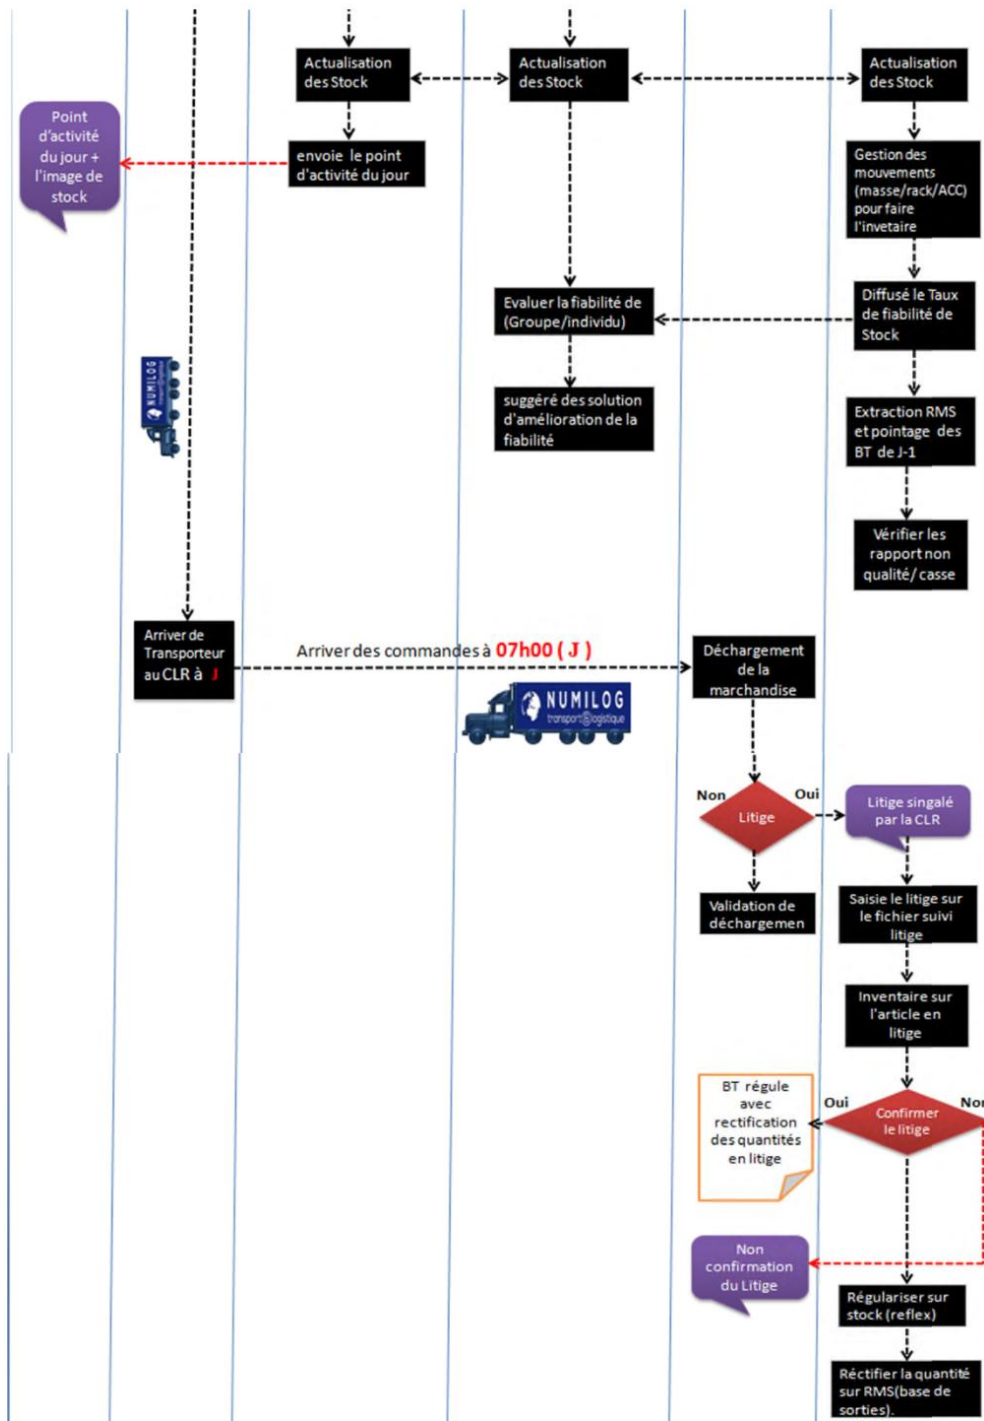 Actualisation
des Stock
Actualisation
des Stock
Actualisation
des Stock
Point
d'activité
du jour +
l'image de
stock
envoie le point
d'activité du jour
Gestion des
mouvements
(masse/rack/ACC)
pour faire
l'invetaire
Evaluer la fiabilité de
(Groupe/individu)
Diffusé le Taux
de fiabilité de
Stock
NUMILOG
suggéré des solution
d'amélioration de la
fiabilité
Extraction RMS
et pointage des
BT de J-1
Vérifier les
rapport non
qualité/ casse
Arriver de
Transporteur
au CLR à J
Arriver des commandes à 07h00 ( J )
NUMILOG
transport@logistique
Déchargement
de la
marchandise
Non
Oui
Litige
Litige singalé
par la CLR
Validation de
déchargemen
Saisie le litige sur
le fichier suivi
litige
Inventaire sur
l'article en
litige
BT régule
avec
rectification
des quantités
en litige
Oui
Non
Confirmer
le litige
Non
confirmation
du Litige
Régulariser sur
stock (reflex)
Réctifier la quantité
sur RMS(base de
sorties).